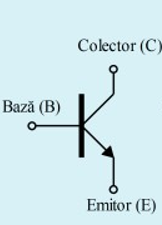 Colector (C)
Bază (B)
Emitor (E)